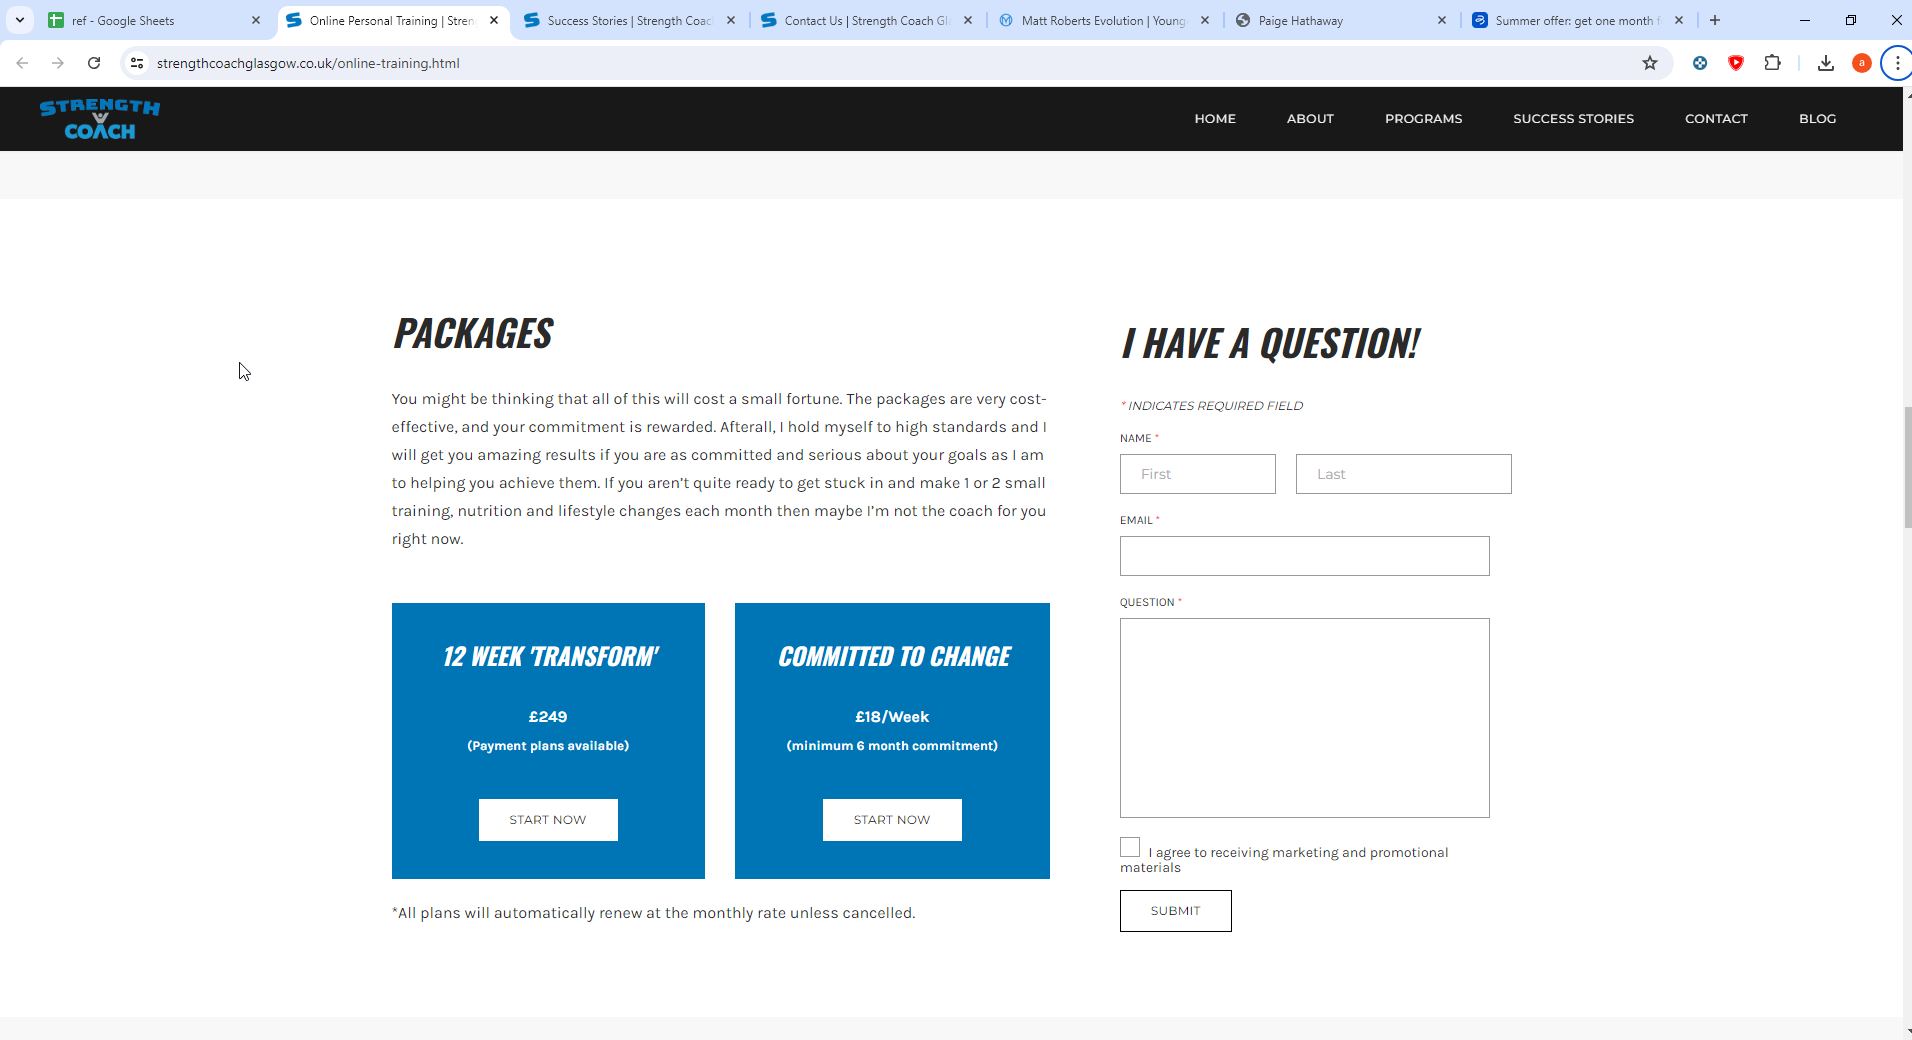 ref - Google Sheets
Online Personal Training | Stren
Success Stories | Strength Coac
Contact Us | Strength Coach Gl
Matt Roberts Evolution | Young
Paige Hathaway
Summer offer: get one month f
strengthcoachglasgow.co.uk/online-training.html
a
STRENGTH
COACH
HOME
ABOUT
PROGRAMS
SUCCESS STORIES
CONTACT
BLOG
PACKAGES
You might be thinking that all of this will cost a small fortune. The packages are very cost-
effective, and your commitment is rewarded. Afterall, I hold myself to high standards and I
will get you amazing results if you are as committed and serious about your goals as I am
to helping you achieve them. If you aren't quite ready to get stuck in and make 1 or 2 small
training, nutrition and lifestyle changes each month then maybe I'm not the coach for you
right now.
12 WEEK 'TRANSFORM'
£249
(Payment plans available)
START NOW
COMMITTED TO CHANGE
£18/Week
(minimum 6 month commitment)
START NOW
*All plans will automatically renew at the monthly rate unless cancelled.
I HAVE A QUESTION!
* INDICATES REQUIRED FIELD
NAME *
First
Last
EMAIL *
QUESTION *
I agree to receiving marketing and promotional
materials
SUBMIT